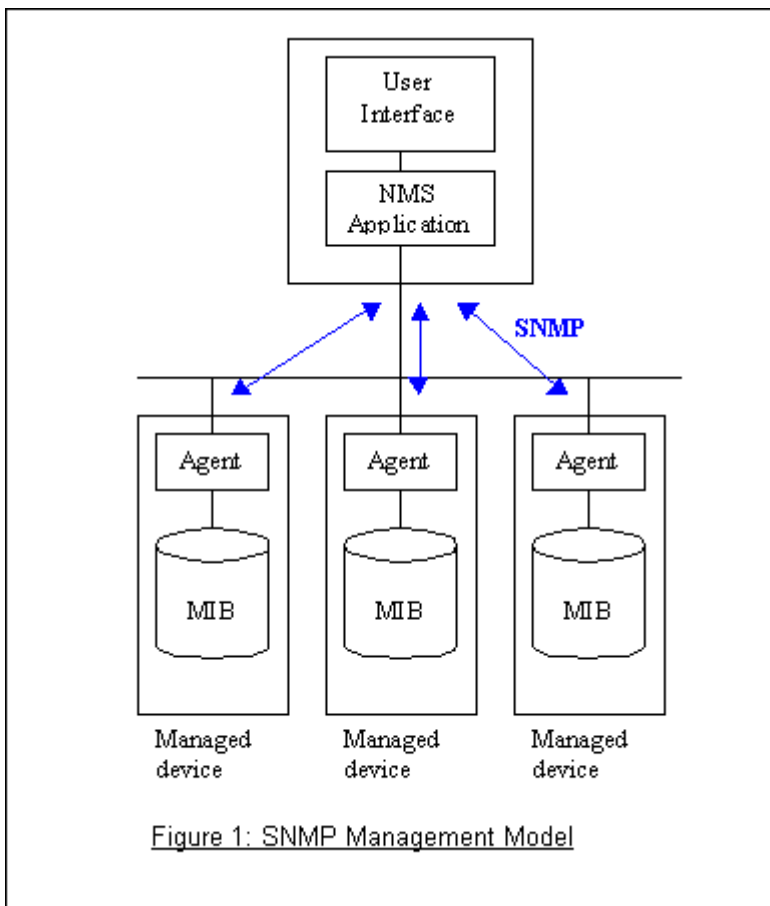 User
Interface
NMS
Application
SNMP
Agent
Agent
Agent
MIB
MIB
MIB
Managed
device
Managed
device
Managed
device
Figure 1: SNMP Management Model